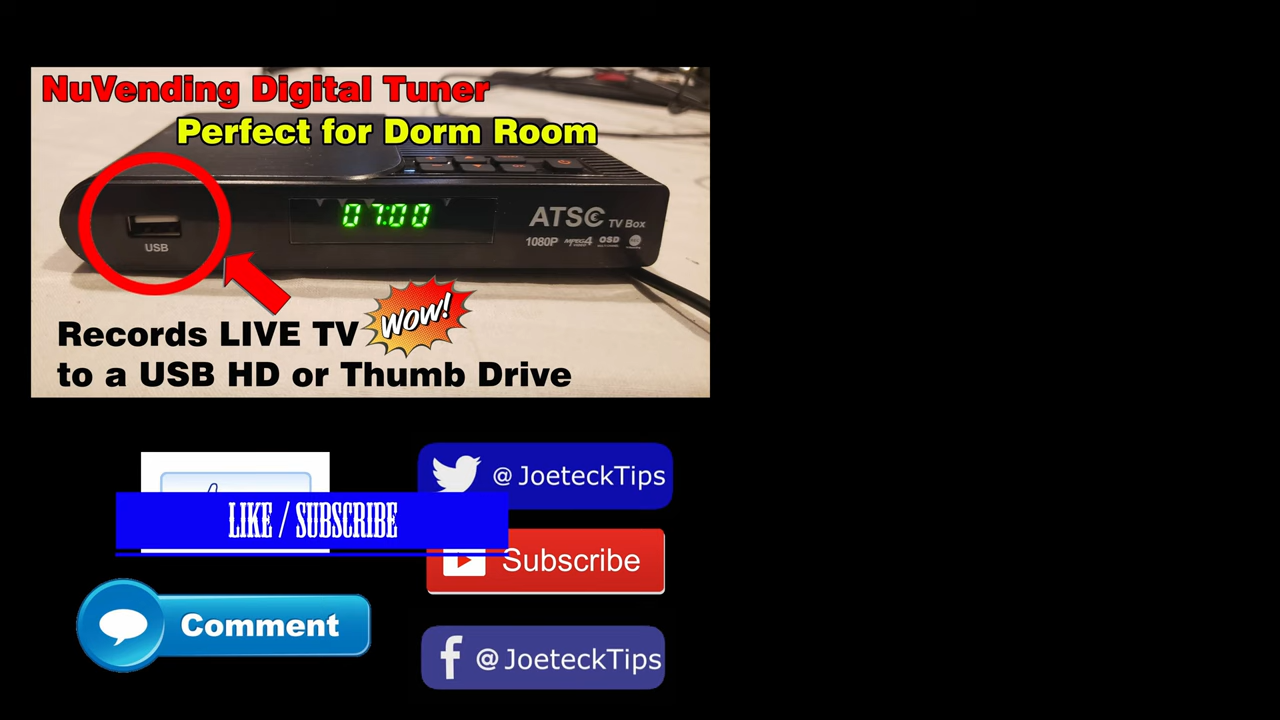 NuVending Digital Tuner
Perfect for Dorm Room
07:00
ATSC TV Box
USB
1080P MPEG4 OSD
Records LIVE TV
WOW!
to a USB HD or Thumb Drive
@JoeteckTips
LIKE / SUBSCRIBE
Subscribe
Comment
f @JoeteckTips